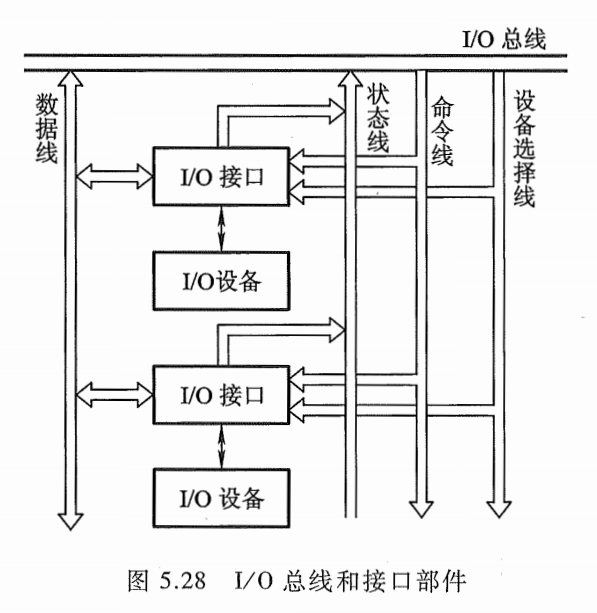 I/O 总线
数据线
状态线
命令线
设备选择线
I/O 接口
I/O设备
I/O 接口
I/O 设备
图 5.28 I/O 总线和接口部件